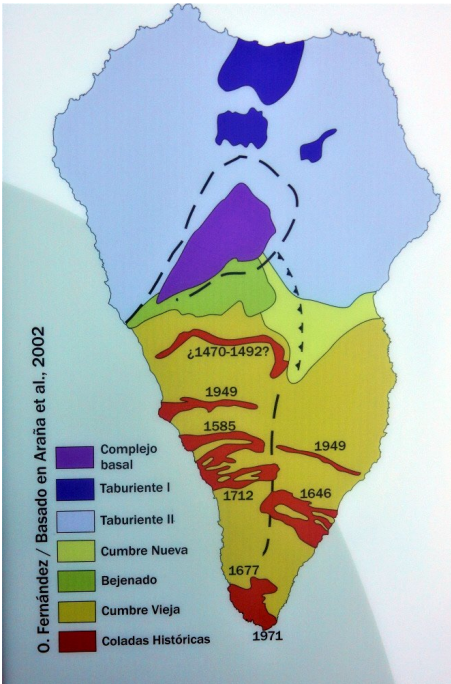 ¿1470-1492?
1949
1585
1949
1712
1646
1677
1971
O. Fernández / Basado en Araña et al., 2002
Complejo
basal
Taburiente I
Taburiente II
Cumbre Nueva
Bejenado
Cumbre Vieja
Coladas Históricas